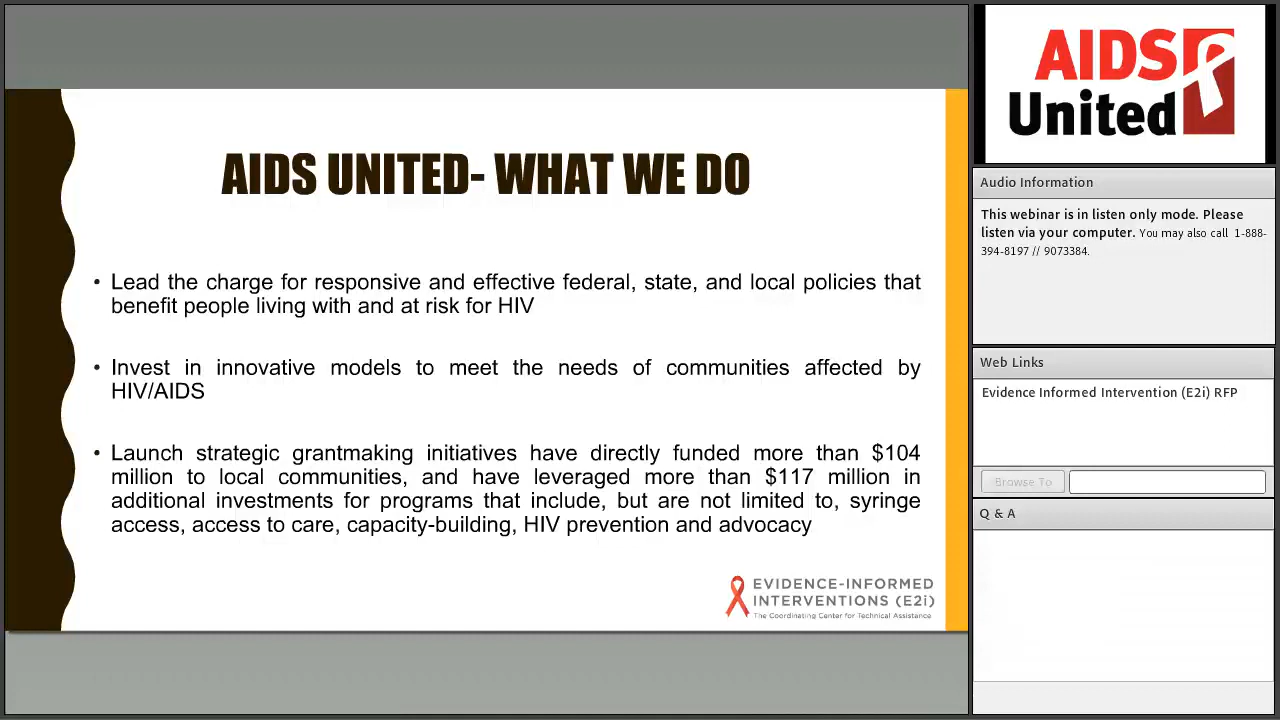 AIDS UNITED- WHAT WE DO
• Lead the charge for responsive and effective federal, state, and local policies that
benefit people living with and at risk for HIV
• Invest in innovative models to meet the needs of communities affected by
HIV/AIDS
• Launch strategic grantmaking initiatives have directly funded more than $104
million to local communities, and have leveraged more than $117 million in
additional investments for programs that include, but are not limited to, syringe
access, access to care, capacity-building, HIV prevention and advocacy
EVIDENCE-INFORMED
INTERVENTIONS (E2i)
The Coordinating Center for Technical Assistance
AIDS
United
Audio Information
This webinar is in listen only mode. Please
listen via your computer. You may also call 1-888-
394-8197 // 9073384.
Web Links
Evidence Informed Intervention (E2i) RFP
Browse To
Q & A